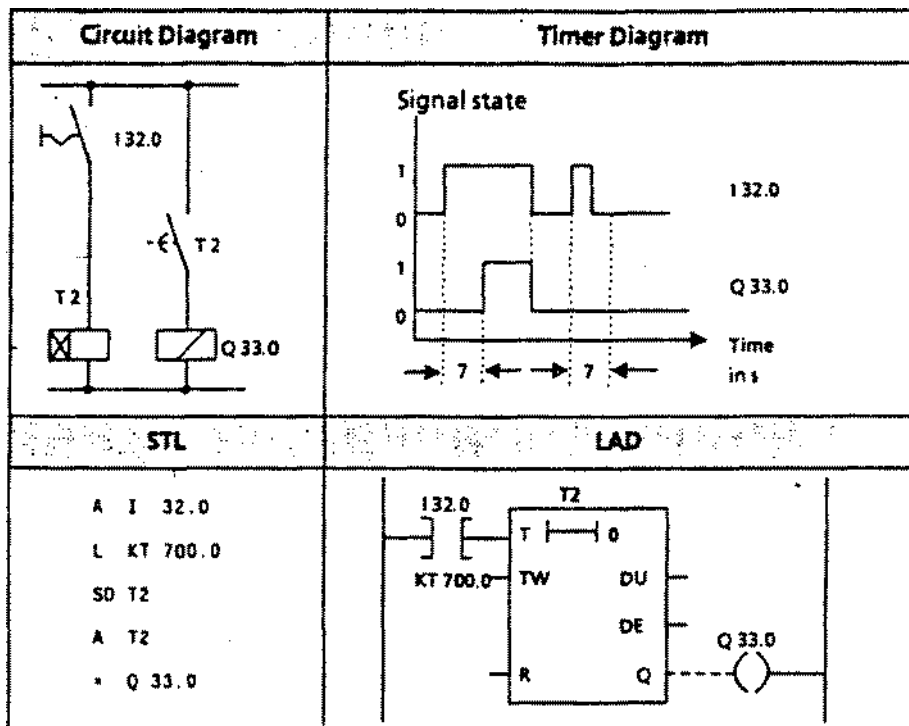 Circuit Diagram
Timer Diagram
I 32.0
T 2
T 2
Q 33.0
Signal state
1
I 32.0
0
1
Q 33.0
0
Time
in s
7
7
STL
LAD
A I 32.0
L KT 700.0
SD T2
A T2
= Q 33.0
I 32.0
T2
T 0
KT 700.0
TW
DU
DE
Q 33.0
R
Q